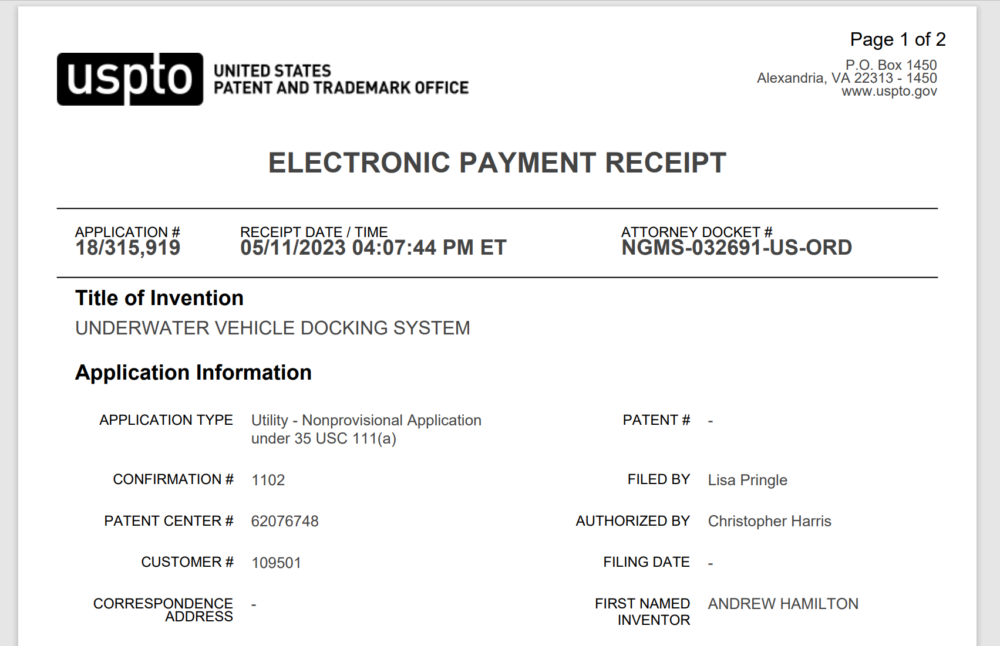 Page 1 of 2
uspto
UNITED STATES
PATENT AND TRADEMARK OFFICE
P.O. Box 1450
Alexandria, VA 22313 - 1450
www.uspto.gov
ELECTRONIC PAYMENT RECEIPT
APPLICATION #
18/315,919
RECEIPT DATE / TIME
05/11/2023 04:07:44 PM ET
ATTORNEY DOCKET #
NGMS-032691-US-ORD
Title of Invention
UNDERWATER VEHICLE DOCKING SYSTEM
Application Information
APPLICATION TYPE Utility - Nonprovisional Application
under 35 USC 111(a)
PATENT # -
CONFIRMATION # 1102
FILED BY Lisa Pringle
PATENT CENTER # 62076748
AUTHORIZED BY Christopher Harris
CUSTOMER # 109501
FILING DATE -
CORRESPONDENCE -
ADDRESS
FIRST NAMED ANDREW HAMILTON
INVENTOR